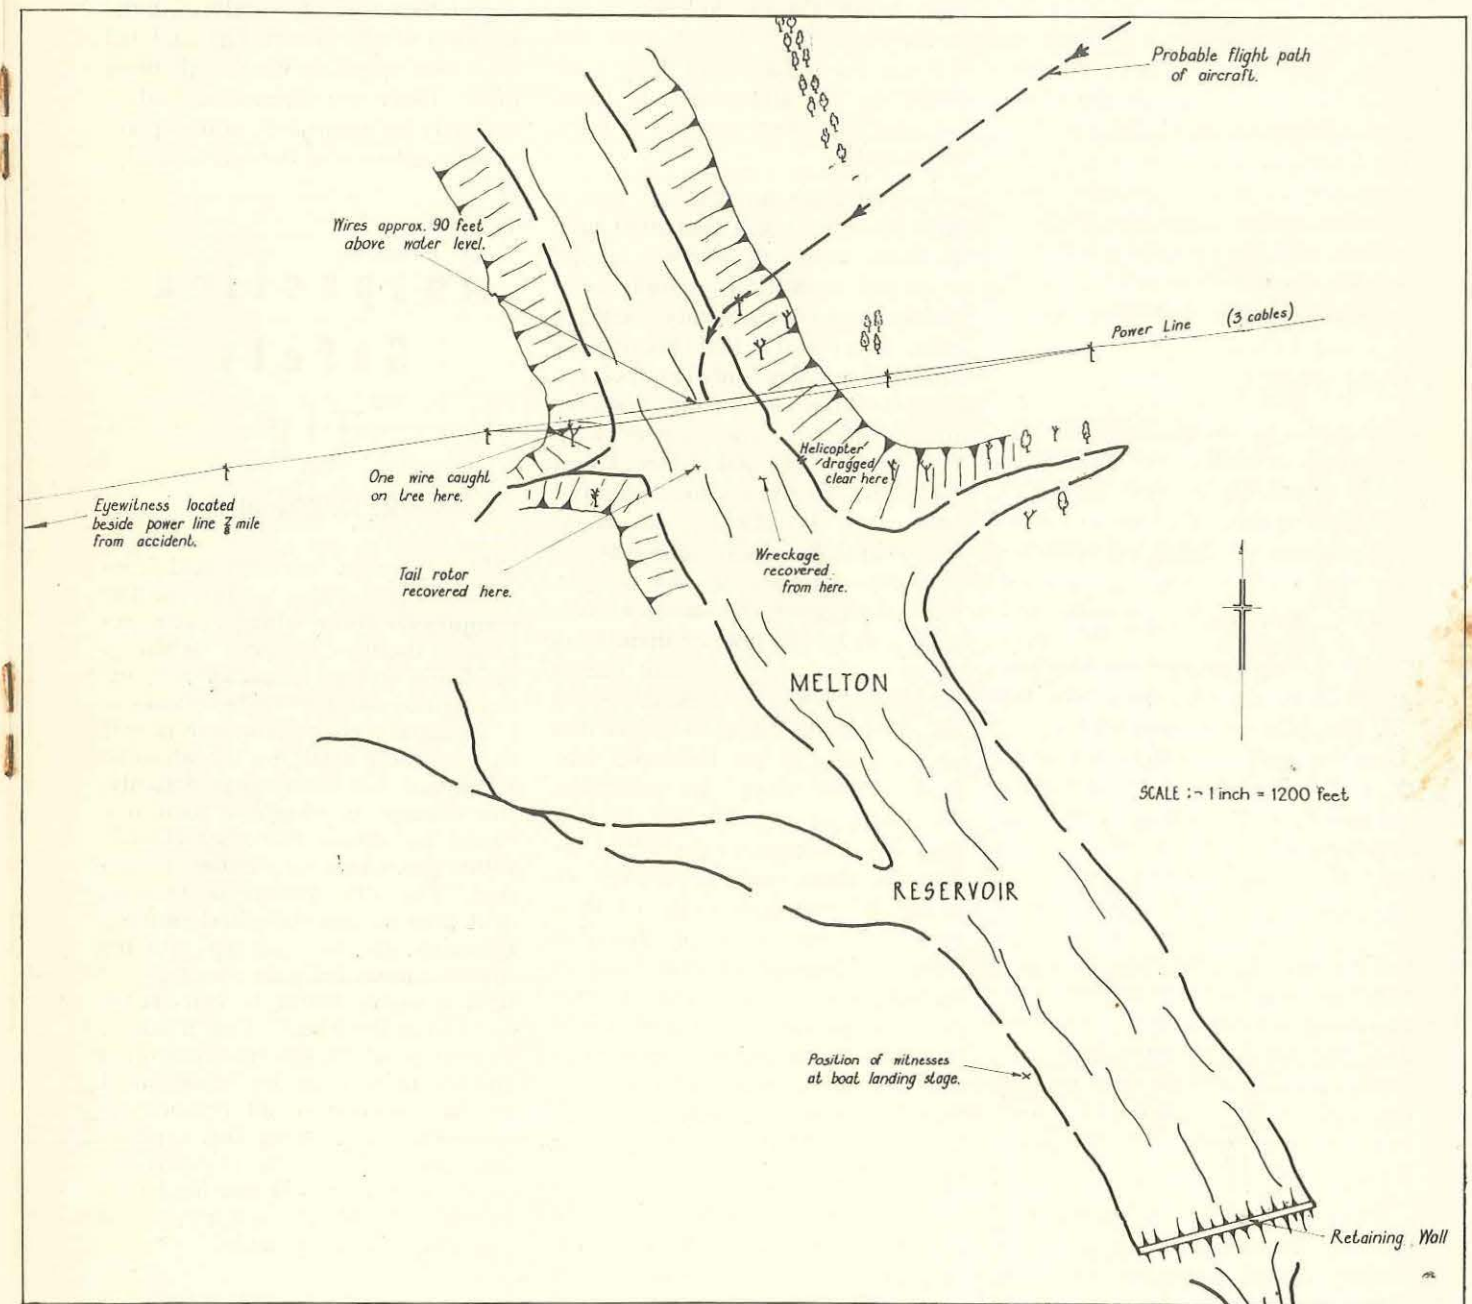 Probable flight path
of aircraft.
Wires approx. 90 feet
above water level.
Power Line (3 cables)
One wire caught
on tree here.
Helicopter
dragged
clear here
Eyewitness located
beside power line 7/8 mile
from accident.
Tail rotor
recovered here.
Wreckage
recovered
from here.
MELTON
SCALE :- 1 inch = 1200 feet
RESERVOIR
Position of witnesses
at boat landing stage.
Retaining Wall